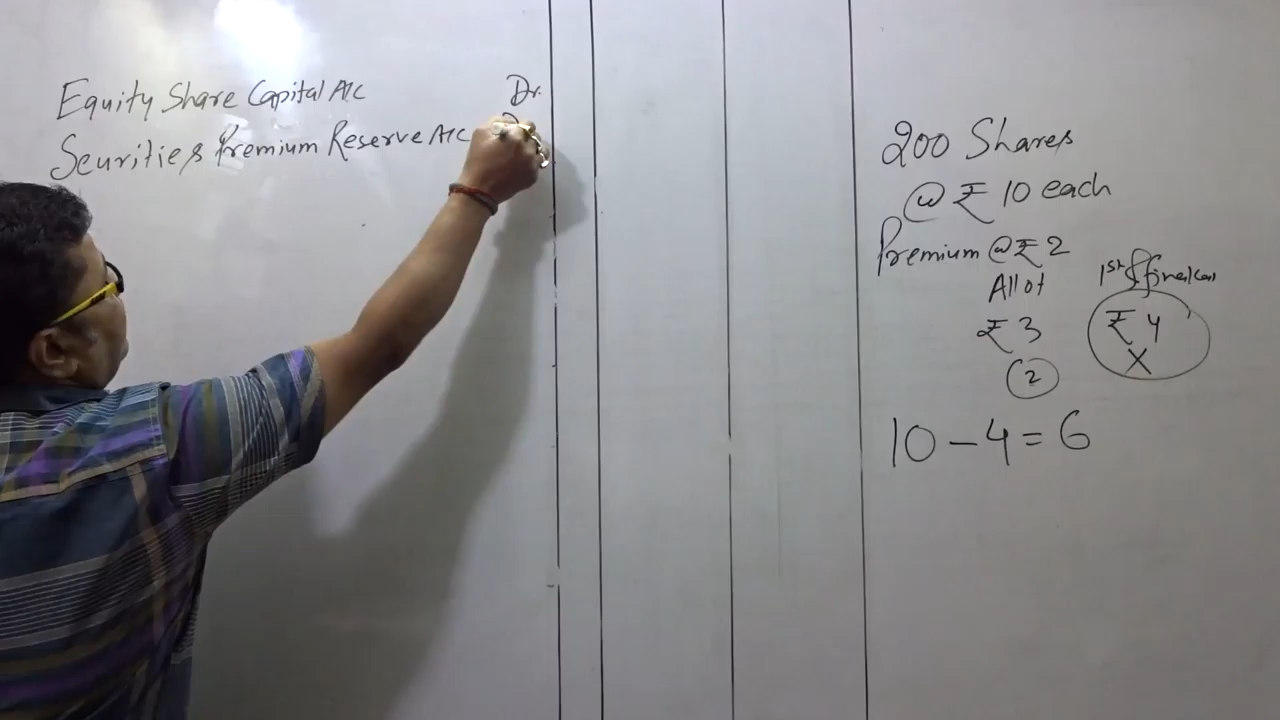 Equity Share Capital A/C Dr.
Seurities Premium Reserve A/C
200 Shares
@ ₹ 10 each
Premium @ ₹ 2
Allot
₹ 3
2
1st & final Call
₹ 4
X
10 - 4 = 6